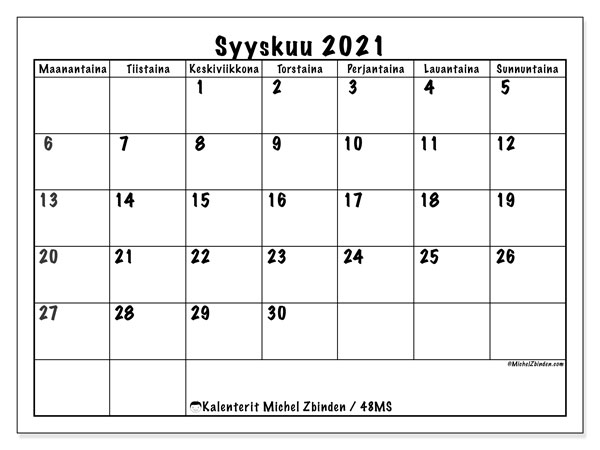 Syyskuu 2021
Maanantaina Tiistaina Keskiviikkona Torstaina Perjantaina Lauantaina Sunnuntaina
1 2 3 4 5
6 7 8 9 10 11 12
13 14 15 16 17 18 19
20 21 22 23 24 25 26
27 28 29 30
©MichelZbinden.com
Kalenterit Michel Zbinden / 48MS